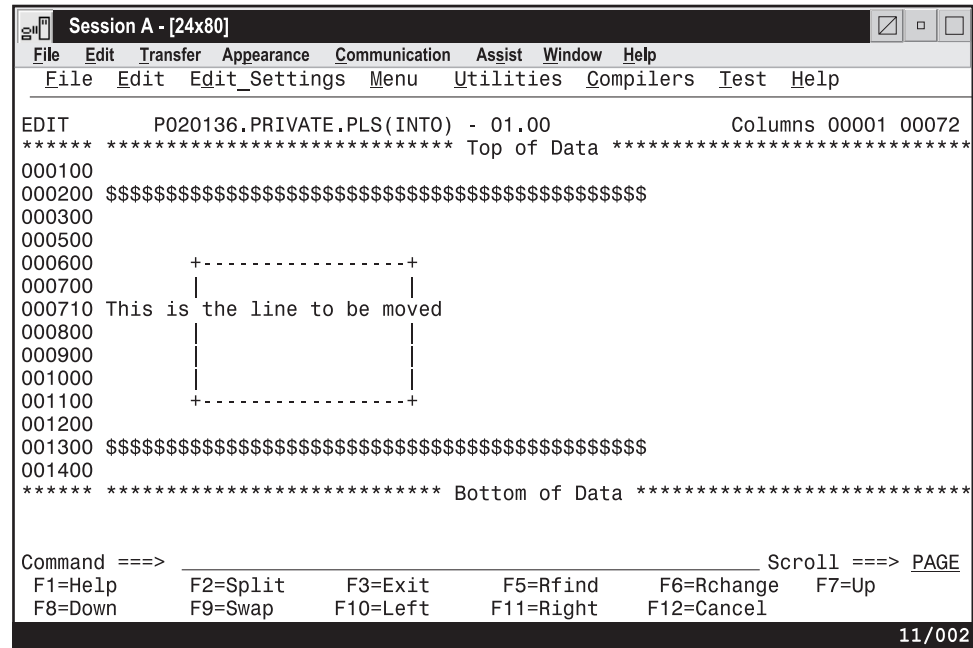 Session A - [24x80]
File Edit Transfer Appearance Communication Assist Window Help
File Edit Edit_Settings Menu Utilities Compilers Test Help
EDIT P020136.PRIVATE.PLS(INTO) - 01.00 Columns 00001 00072
****** ***************************** Top of Data ******************************
000100
000200 $$$$$$$$$$$$$$$$$$$$$$$$$$$$$$$$$$$$$$$$$$$$$
000300
000500
000600 +-----------------+
000700 | |
000710 This is the line to be moved
000800 | |
000900 | |
001000 | |
001100 +-----------------+
001200
001300 $$$$$$$$$$$$$$$$$$$$$$$$$$$$$$$$$$$$$$$$$$$$$
001400
****** **************************** Bottom of Data ****************************
Command ===> Scroll ===> PAGE
F1=Help F2=Split F3=Exit F5=Rfind F6=Rchange F7=Up
F8=Down F9=Swap F10=Left F11=Right F12=Cancel
11/002